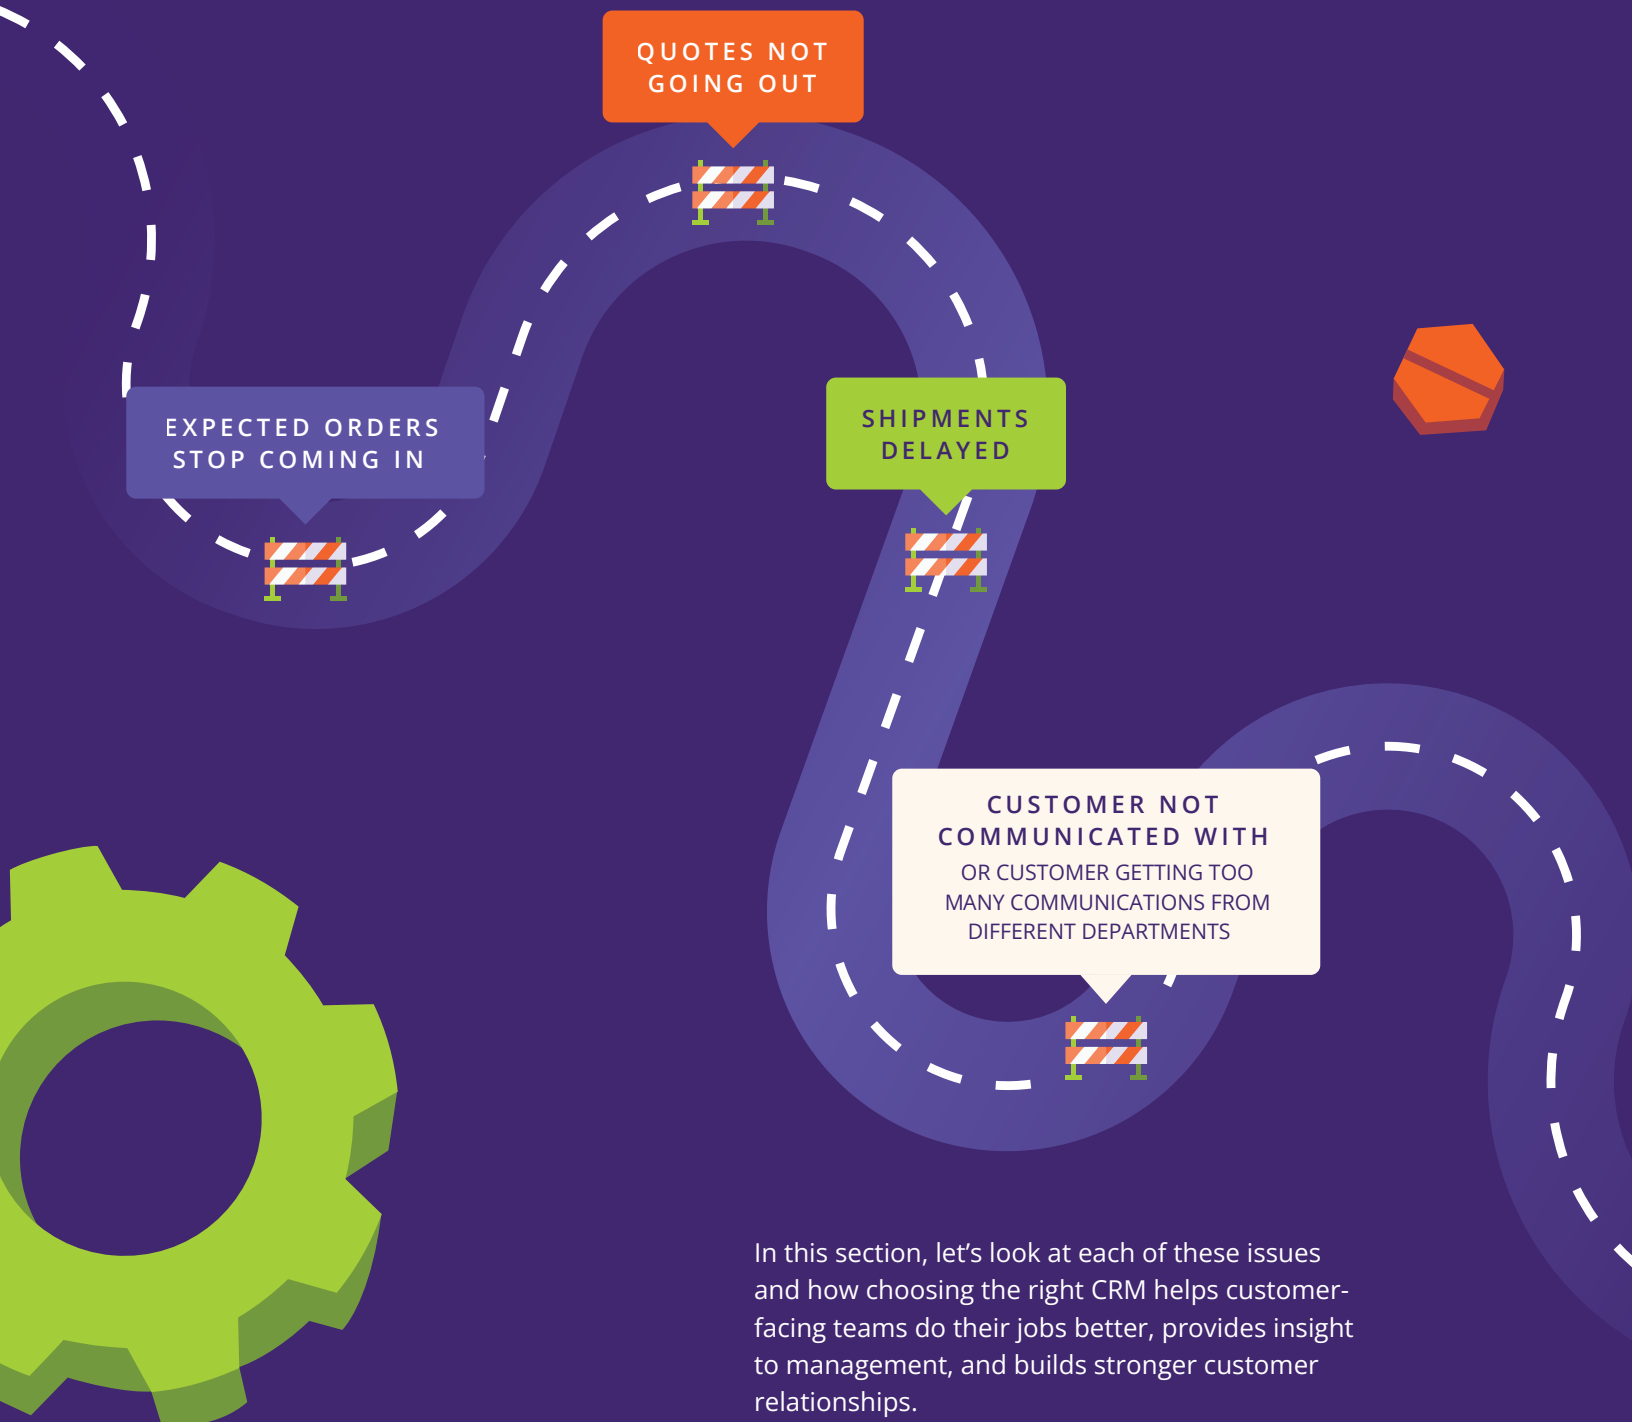 QUOTES NOT
GOING OUT
EXPECTED ORDERS
STOP COMING IN
SHIPMENTS
DELAYED
CUSTOMER NOT
COMMUNICATED WITH
OR CUSTOMER GETTING TOO
MANY COMMUNICATIONS FROM
DIFFERENT DEPARTMENTS
In this section, let’s look at each of these issues
and how choosing the right CRM helps customer-
facing teams do their jobs better, provides insight
to management, and builds stronger customer
relationships.